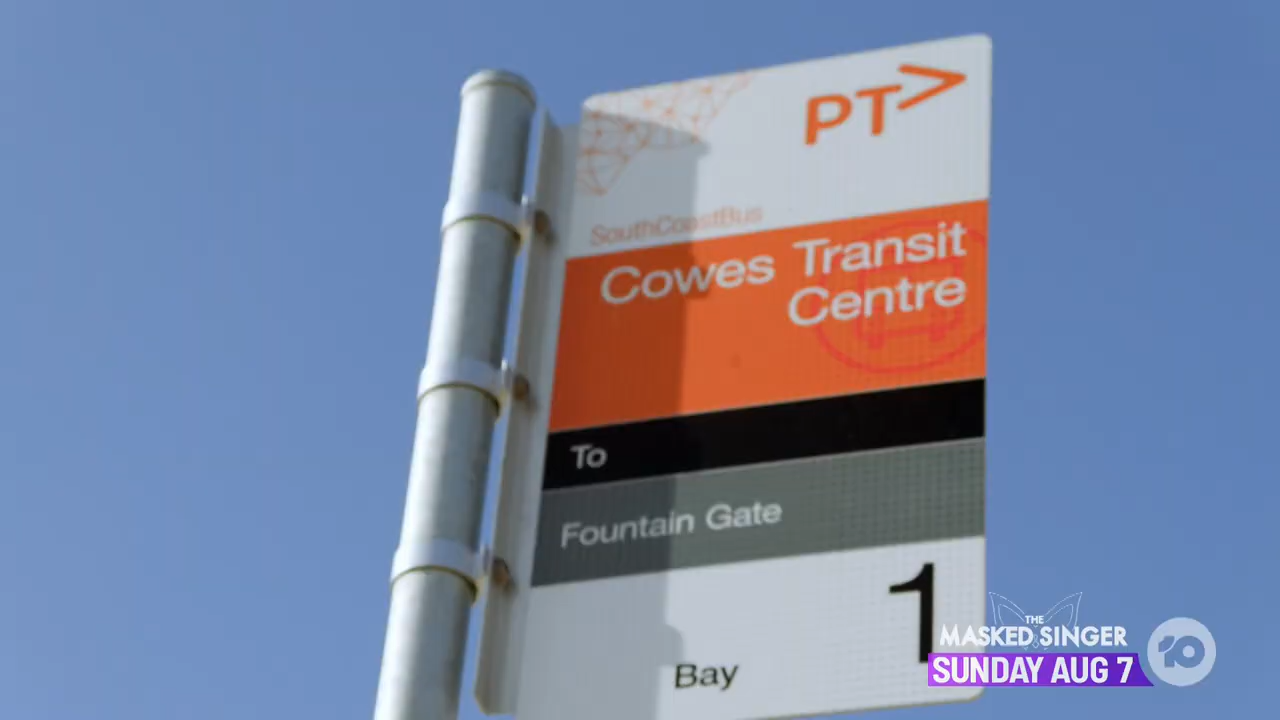 PT>
SouthCoastBus
Cowes Transit
Centre
To
Fountain Gate
1
Bay
THE
MASKED SINGER
SUNDAY AUG 7
10